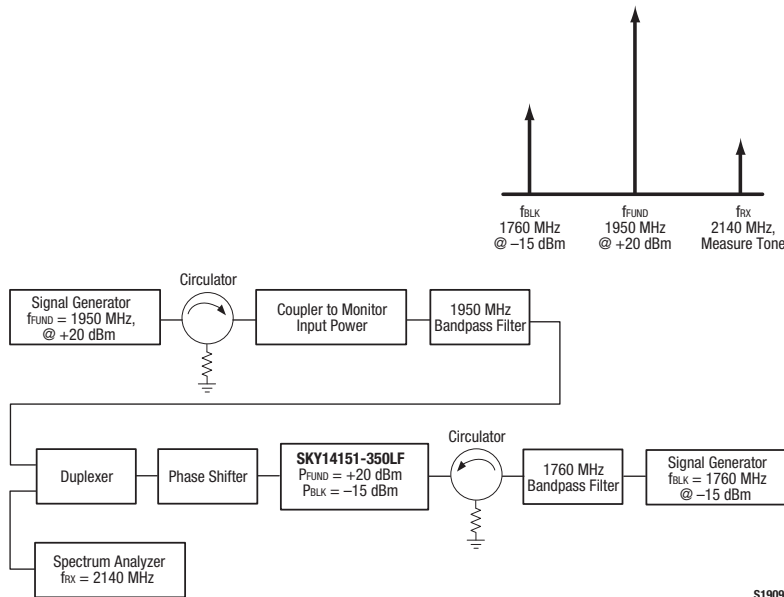 fBLK
1760 MHz
@ –15 dBm
fFUND
1950 MHz
@ +20 dBm
fRX
2140 MHz,
Measure Tone
Signal Generator
fFUND = 1950 MHz,
@ +20 dBm
Circulator
Coupler to Monitor
Input Power
1950 MHz
Bandpass Filter
Duplexer
Phase Shifter
SKY14151-350LF
PFUND = +20 dBm
PBLK = –15 dBm
Circulator
1760 MHz
Bandpass Filter
Signal Generator
fBLK = 1760 MHz
@ –15 dBm
Spectrum Analyzer
fRX = 2140 MHz